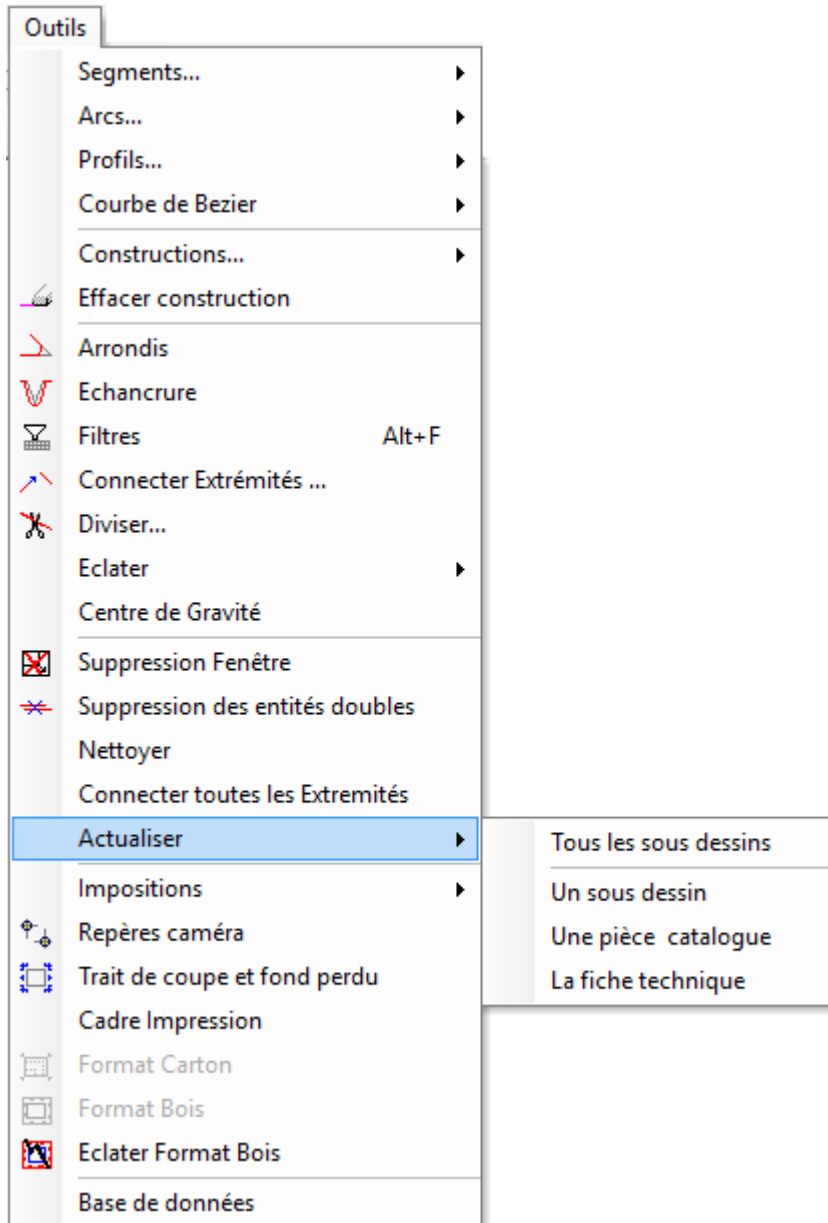 Outils
Segments...
Arcs...
Profils...
Courbe de Bezier
Constructions...
Effacer construction
Arrondis
Echancrure
Filtres Alt+F
Connecter Extrémités ...
Diviser...
Eclater
Centre de Gravité
Suppression Fenêtre
Suppression des entités doubles
Nettoyer
Connecter toutes les Extremités
Actualiser
Tous les sous dessins
Un sous dessin
Une pièce  catalogue
La fiche technique
Impositions
Repères caméra
Trait de coupe et fond perdu
Cadre Impression
Format Carton
Format Bois
Eclater Format Bois
Base de données